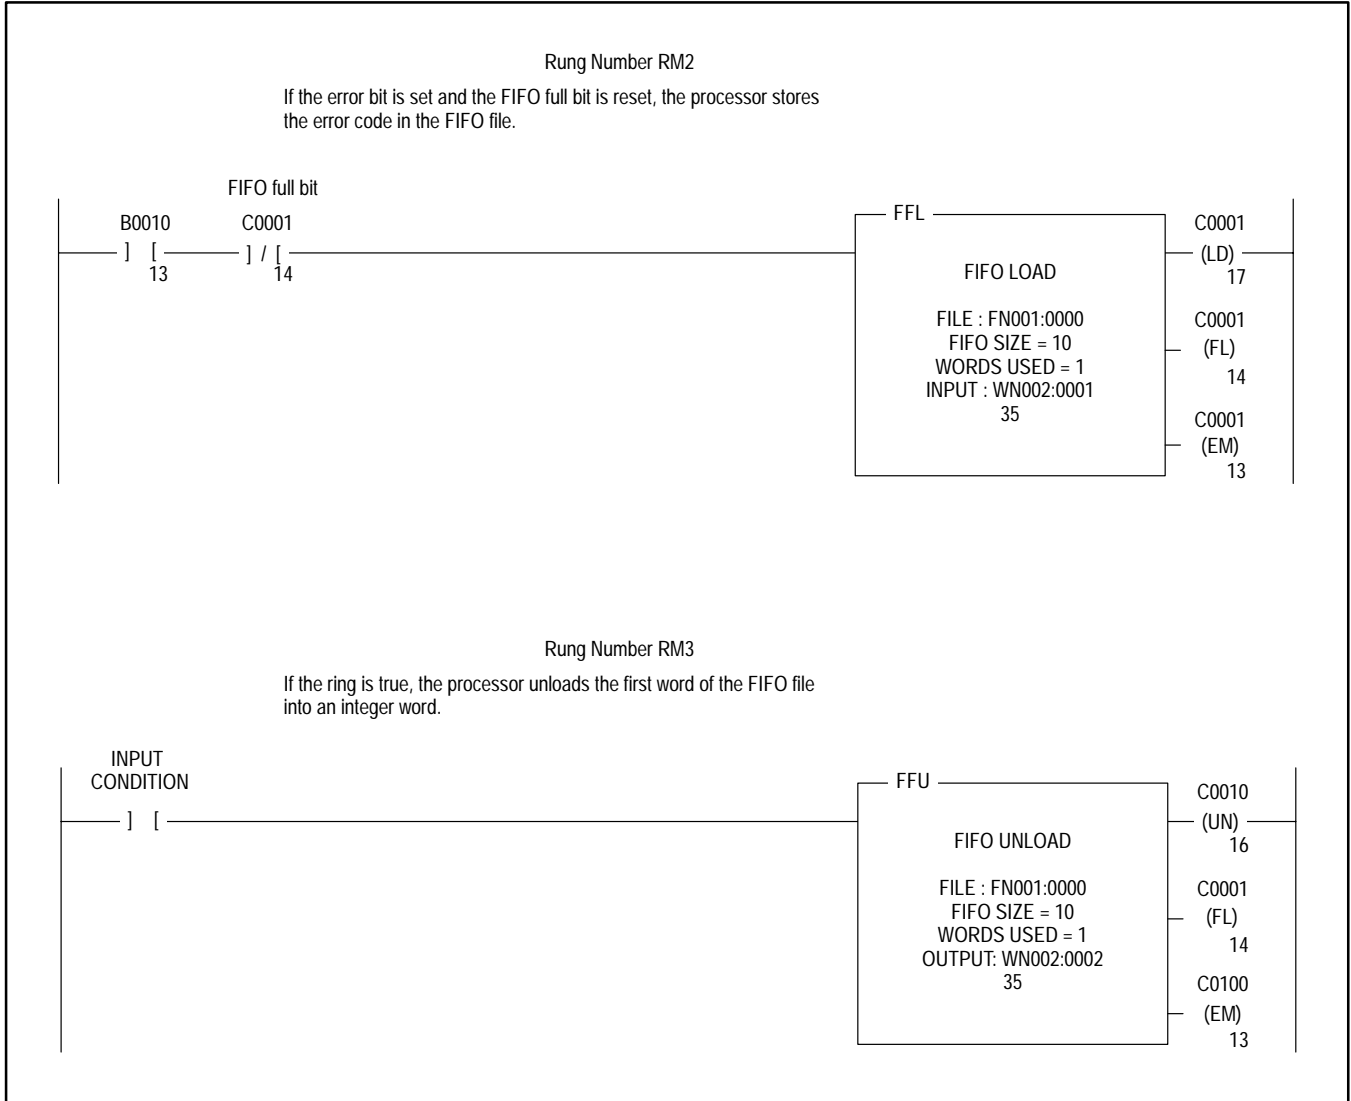 Rung Number RM2
If the error bit is set and the FIFO full bit is reset, the processor stores
the error code in the FIFO file.
FIFO full bit
B0010 C0001
] [ ] / [
13 14
FFL
FIFO LOAD
FILE : FN001:0000
FIFO SIZE = 10
WORDS USED = 1
INPUT : WN002:0001
35
C0001
(LD)
17
C0001
(FL)
14
C0001
(EM)
13
Rung Number RM3
If the ring is true, the processor unloads the first word of the FIFO file
into an integer word.
INPUT
CONDITION
] [
FFU
FIFO UNLOAD
FILE : FN001:0000
FIFO SIZE = 10
WORDS USED = 1
OUTPUT: WN002:0002
35
C0010
(UN)
16
C0001
(FL)
14
C0100
(EM)
13